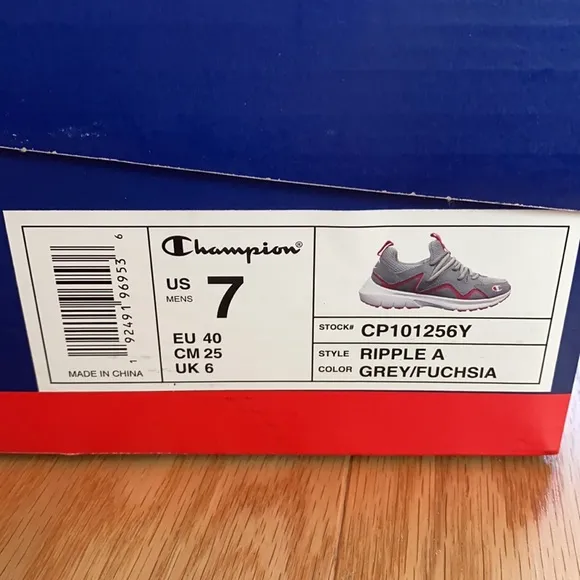 1 92491 96953 6
MADE IN CHINA
Champion®
US MENS 7
EU 40
CM 25
UK 6
STOCK# CP101256Y
STYLE RIPPLE A
COLOR GREY/FUCHSIA